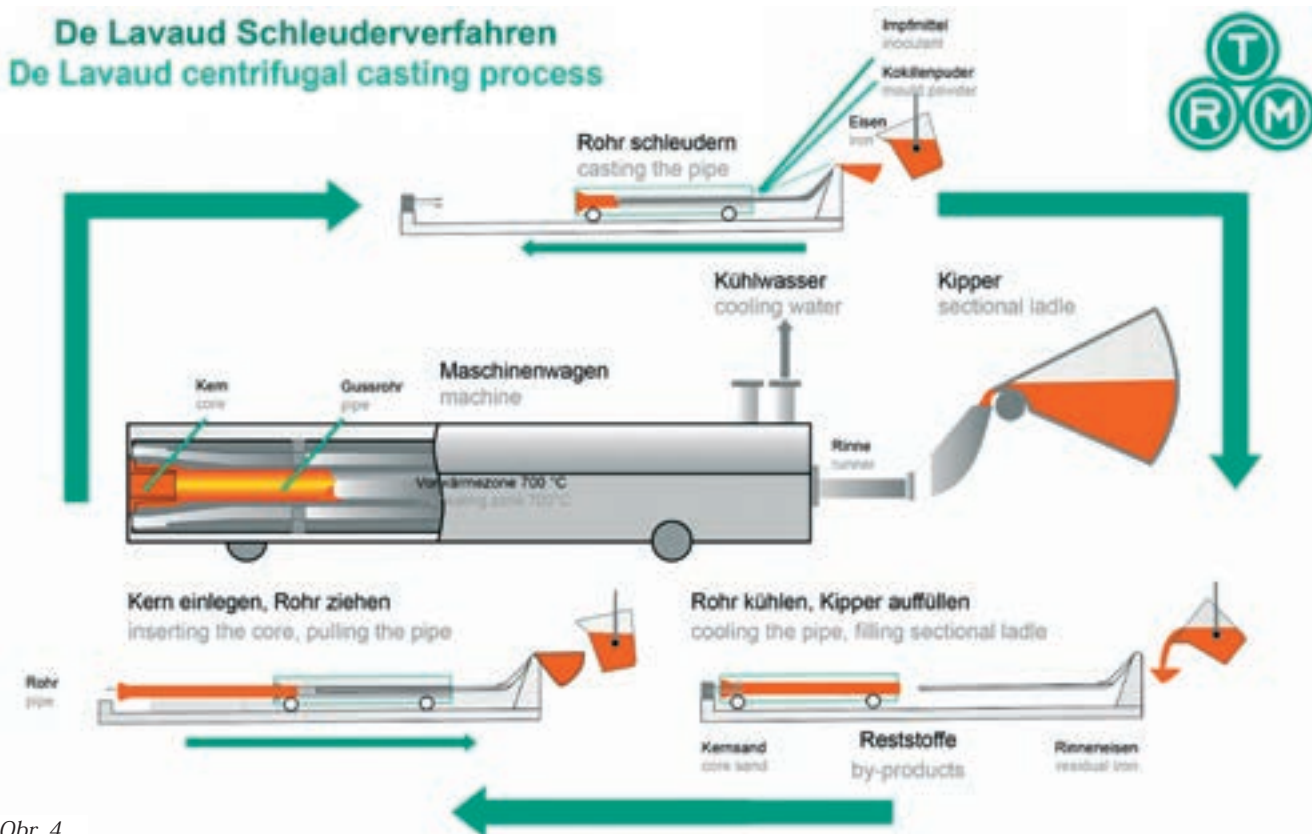 De Lavaud Schleuderverfahren
De Lavaud centrifugal casting process
Impfmittel
inoculant
Kokillenpuder
mould powder
Eisen
iron
T
R M
Rohr schleudern
casting the pipe
Kühlwasser
cooling water
Kipper
sectional ladle
Kern
core
Gussrohr
pipe
Maschinenwagen
machine
Rinne
runner
Vorwärmezone 700 °C
zone 700°C
Kern einlegen, Rohr ziehen
inserting the core, pulling the pipe
Rohr kühlen, Kipper auffüllen
cooling the pipe, filling sectional ladle
Rohr
pipe
Kernsand
core sand
Reststoffe
by-products
Rinneneisen
residual iron
Obr. 4